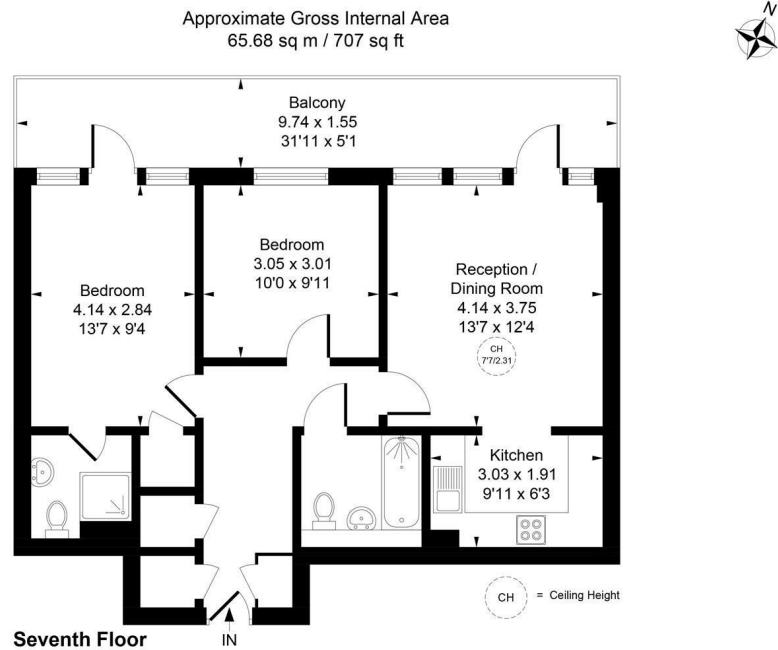 Approximate Gross Internal Area
65.68 sq m / 707 sq ft
N
Balcony
9.74 x 1.55
31'11 x 5'1
Bedroom
4.14 x 2.84
13'7 x 9'4
Bedroom
3.05 x 3.01
10'0 x 9'11
Reception /
Dining Room
4.14 x 3.75
13'7 x 12'4
CH
7'7/2.31
Kitchen
3.03 x 1.91
9'11 x 6'3
CH = Ceiling Height
Seventh Floor
IN